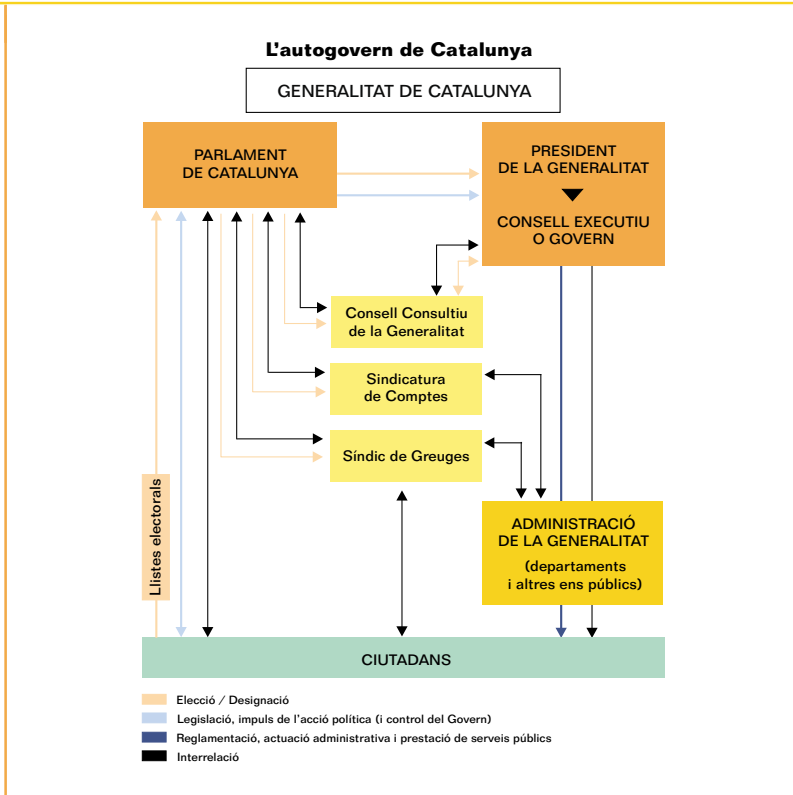 L'autogovern de Catalunya
GENERALITAT DE CATALUNYA
PARLAMENT
DE CATALUNYA
PRESIDENT
DE LA GENERALITAT
CONSELL EXECUTIU
O GOVERN
Consell Consultiu
de la Generalitat
Sindicatura
de Comptes
Síndic de Greuges
Llistes electorals
ADMINISTRACIÓ
DE LA GENERALITAT
(departaments
i altres ens públics)
CIUTADANS
Elecció / Designació
Legislació, impuls de l'acció política (i control del Govern)
Reglamentació, actuació administrativa i prestació de serveis públics
Interrelació